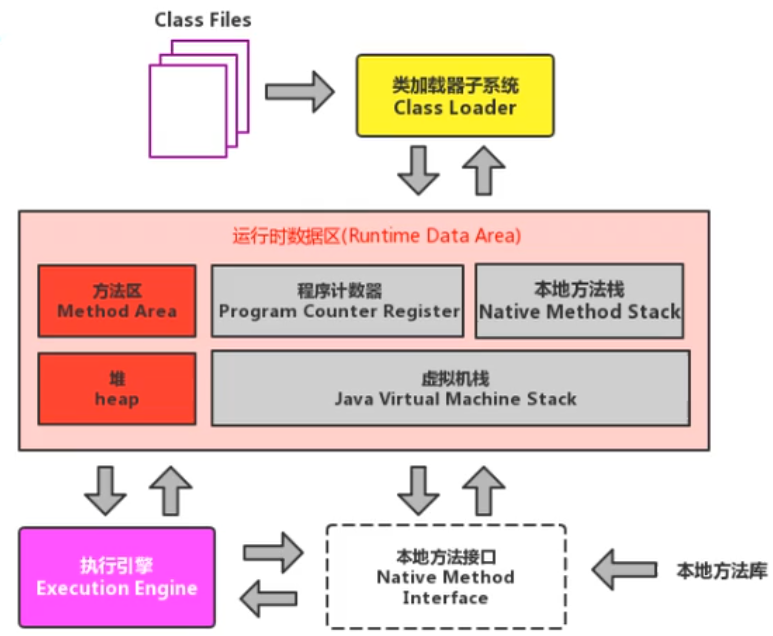 Class Files
类加载器子系统
Class Loader
运行时数据区(Runtime Data Area)
方法区
Method Area
程序计数器
Program Counter Register
本地方法栈
Native Method Stack
堆
heap
虚拟机栈
Java Virtual Machine Stack
执行引擎
Execution Engine
本地方法接口
Native Method
Interface
本地方法库